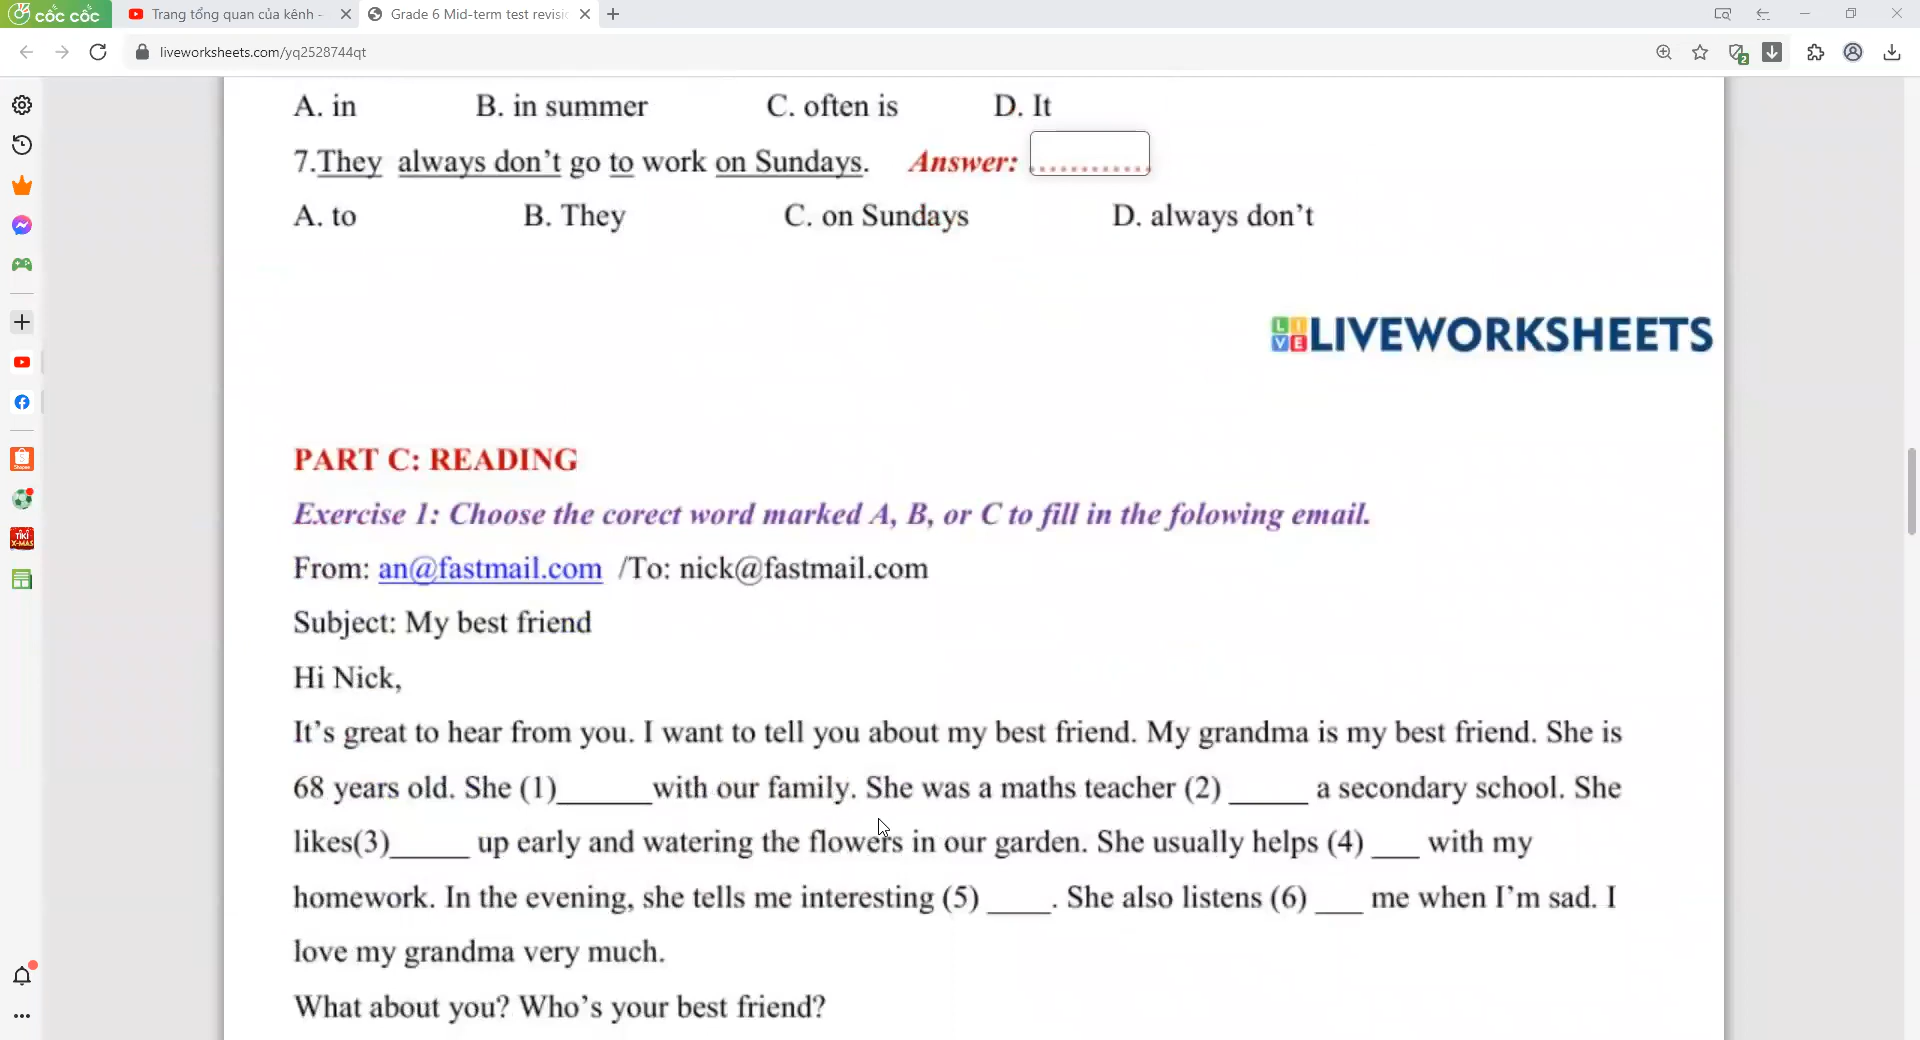 cốc cốc
Trang tổng quan của kênh -
Grade 6 Mid-term test revisi
liveworksheets.com/yq2528744qt
2
A. in B. in summer C. often is D. It
7.They always don’t go to work on Sundays. Answer: ............
A. to B. They C. on Sundays D. always don’t
LIVE LIVEWORKSHEETS
PART C: READING
Exercise 1: Choose the corect word marked A, B, or C to fill in the folowing email.
From: an@fastmail.com /To: nick@fastmail.com
Subject: My best friend
Hi Nick,
It’s great to hear from you. I want to tell you about my best friend. My grandma is my best friend. She is
68 years old. She (1)______with our family. She was a maths teacher (2) _____ a secondary school. She
likes(3)_____ up early and watering the flowers in our garden. She usually helps (4) ___ with my
homework. In the evening, she tells me interesting (5) ____. She also listens (6) ___ me when I’m sad. I
love my grandma very much.
What about you? Who’s your best friend?
Shopee
TIKI
X-MAS